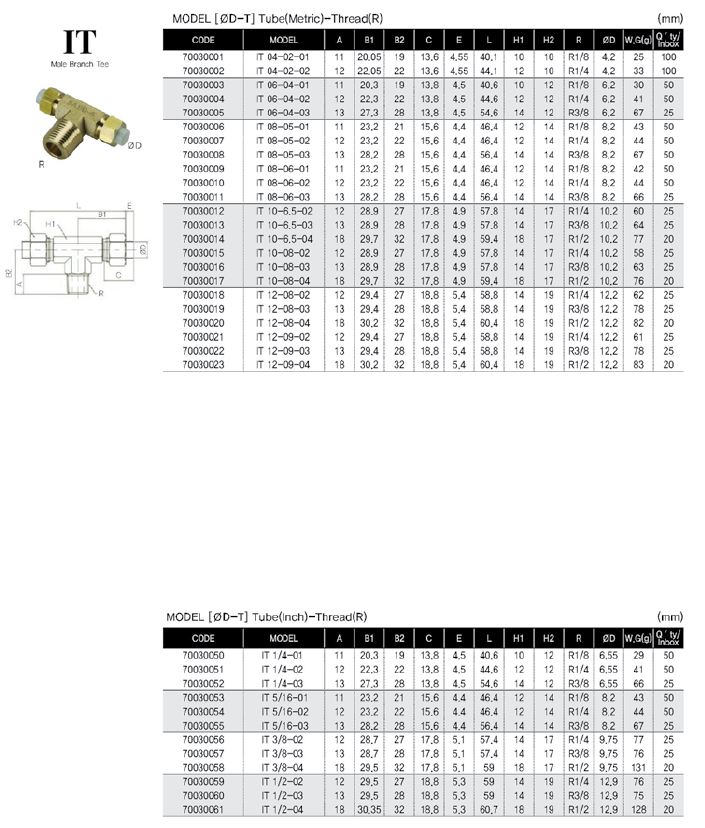 IT
Male Branch Tee
ØD
R
L
B1
E
H2
H1
ØD
B2
A
C
R
MODEL [ØD-T] Tube(Metric)-Thread(R) (mm)
CODE MODEL A B1 B2 C E L H1 H2 R ØD W.G(g) Q'ty/Inbox
70030001 IT 04-02-01 11 20.05 19 13.6 4.55 40.1 10 10 R1/8 4.2 25 100
70030002 IT 04-02-02 12 22.05 22 13.6 4.55 44.1 12 10 R1/4 4.2 33 100
70030003 IT 06-04-01 11 20.3 19 13.8 4.5 40.6 10 12 R1/8 6.2 30 50
70030004 IT 06-04-02 12 22.3 22 13.8 4.5 44.6 12 12 R1/4 6.2 41 50
70030005 IT 06-04-03 13 27.3 28 13.8 4.5 54.6 14 12 R3/8 6.2 67 25
70030006 IT 08-05-01 11 23.2 21 15.6 4.4 46.4 12 14 R1/8 8.2 43 50
70030007 IT 08-05-02 12 23.2 22 15.6 4.4 46.4 12 14 R1/4 8.2 44 50
70030008 IT 08-05-03 13 28.2 28 15.6 4.4 56.4 14 14 R3/8 8.2 67 50
70030009 IT 08-06-01 11 23.2 21 15.6 4.4 46.4 12 14 R1/8 8.2 42 50
70030010 IT 08-06-02 12 23.2 22 15.6 4.4 46.4 12 14 R1/4 8.2 44 50
70030011 IT 08-06-03 13 28.2 28 15.6 4.4 56.4 14 14 R3/8 8.2 66 25
70030012 IT 10-6.5-02 12 28.9 27 17.8 4.9 57.8 14 17 R1/4 10.2 60 25
70030013 IT 10-6.5-03 13 28.9 28 17.8 4.9 57.8 14 17 R3/8 10.2 64 25
70030014 IT 10-6.5-04 18 29.7 32 17.8 4.9 59.4 18 17 R1/2 10.2 77 20
70030015 IT 10-08-02 12 28.9 27 17.8 4.9 57.8 14 17 R1/4 10.2 58 25
70030016 IT 10-08-03 13 28.9 28 17.8 4.9 57.8 14 17 R3/8 10.2 63 25
70030017 IT 10-08-04 18 29.7 32 17.8 4.9 59.4 18 17 R1/2 10.2 76 20
70030018 IT 12-08-02 12 29.4 27 18.8 5.4 58.8 14 19 R1/4 12.2 62 25
70030019 IT 12-08-03 13 29.4 28 18.8 5.4 58.8 14 19 R3/8 12.2 78 25
70030020 IT 12-08-04 18 30.2 32 18.8 5.4 60.4 18 19 R1/2 12.2 82 20
70030021 IT 12-09-02 12 29.4 27 18.8 5.4 58.8 14 19 R1/4 12.2 61 25
70030022 IT 12-09-03 13 29.4 28 18.8 5.4 58.8 14 19 R3/8 12.2 78 25
70030023 IT 12-09-04 18 30.2 32 18.8 5.4 60.4 18 19 R1/2 12.2 83 20
MODEL [ØD-T] Tube(Inch)-Thread(R) (mm)
CODE MODEL A B1 B2 C E L H1 H2 R ØD W.G(g) Q'ty/Inbox
70030050 IT 1/4-01 11 20.3 19 13.8 4.5 40.6 10 12 R1/8 6.55 29 50
70030051 IT 1/4-02 12 22.3 22 13.8 4.5 44.6 12 12 R1/4 6.55 41 50
70030052 IT 1/4-03 13 27.3 28 13.8 4.5 54.6 14 12 R3/8 6.55 66 25
70030053 IT 5/16-01 11 23.2 21 15.6 4.4 46.4 12 14 R1/8 8.2 43 50
70030054 IT 5/16-02 12 23.2 22 15.6 4.4 46.4 12 14 R1/4 8.2 44 50
70030055 IT 5/16-03 13 28.2 28 15.6 4.4 56.4 14 14 R3/8 8.2 67 25
70030056 IT 3/8-02 12 28.7 27 17.8 5.1 57.4 14 17 R1/4 9.75 77 25
70030057 IT 3/8-03 13 28.7 28 17.8 5.1 57.4 14 17 R3/8 9.75 76 25
70030058 IT 3/8-04 18 29.5 32 17.8 5.1 59 18 17 R1/2 9.75 131 20
70030059 IT 1/2-02 12 29.5 27 18.8 5.3 59 14 19 R1/4 12.9 76 25
70030060 IT 1/2-03 13 29.5 28 18.8 5.3 59 14 19 R3/8 12.9 75 25
70030061 IT 1/2-04 18 30.35 32 18.8 5.3 60.7 18 19 R1/2 12.9 128 20